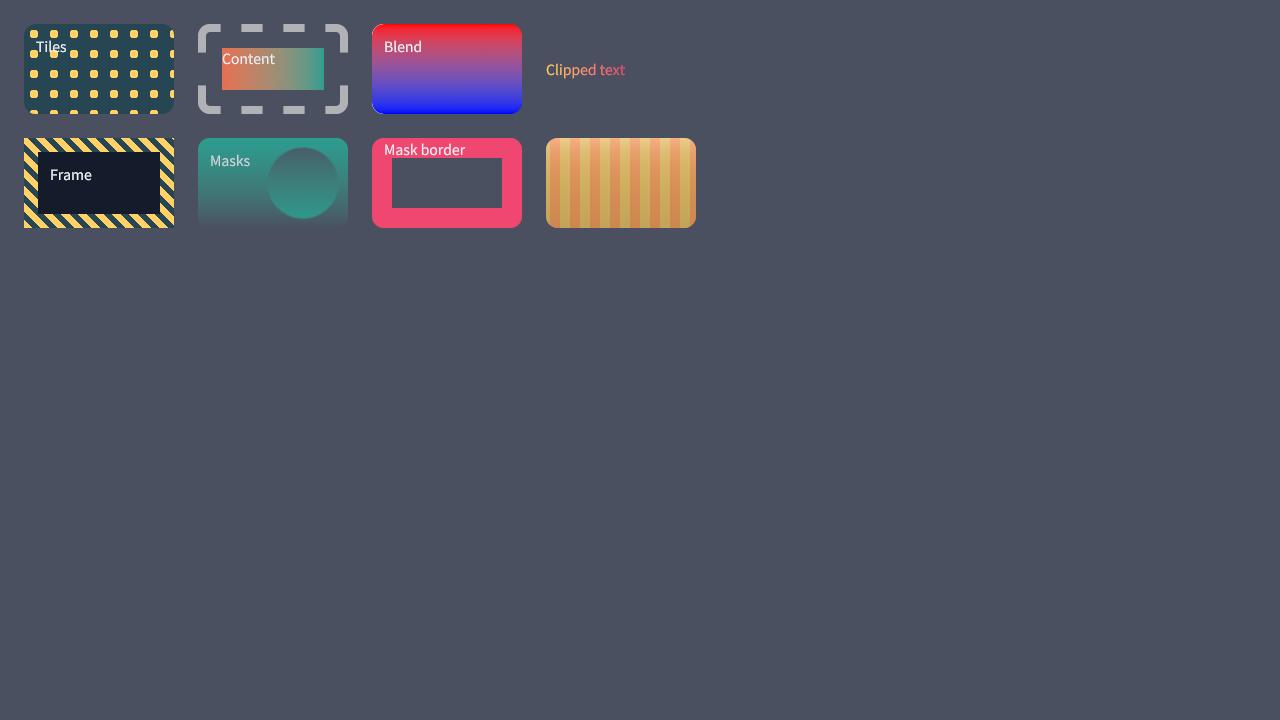 Tiles
Content
Blend
Clipped text
Frame
Masks
Mask border